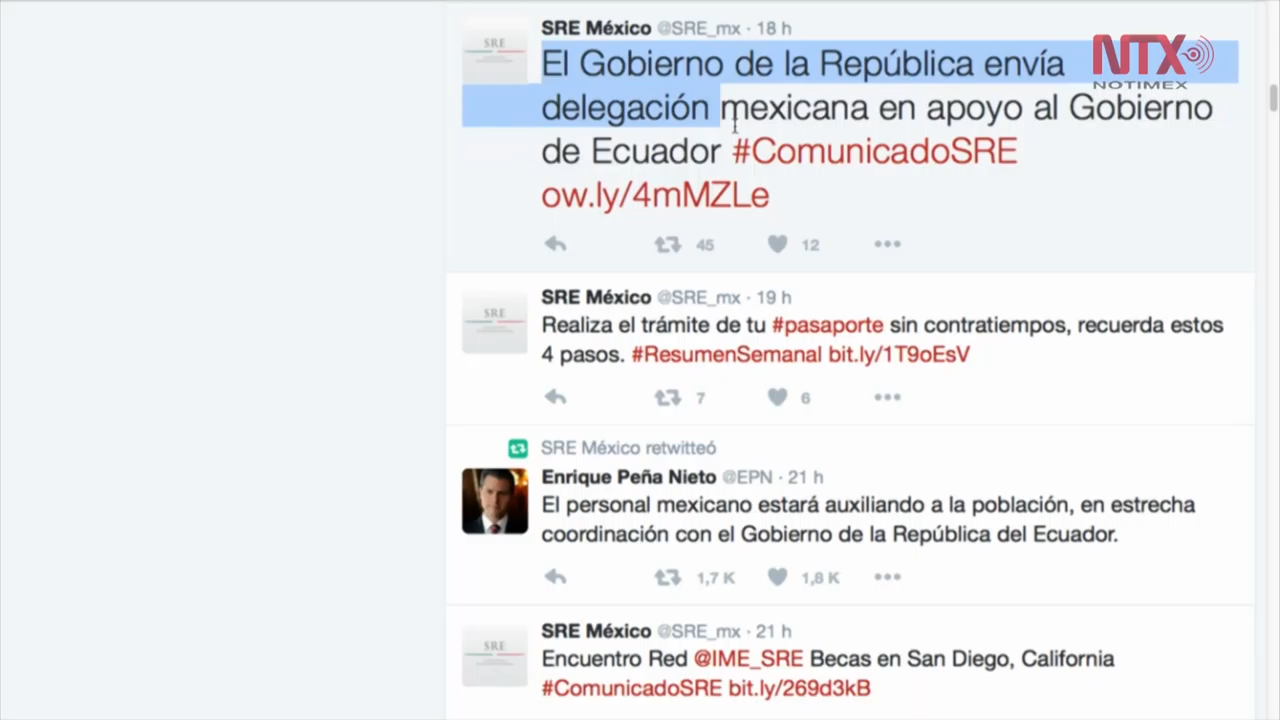 SRE México @SRE_mx · 18 h
El Gobierno de la República envía
delegación mexicana en apoyo al Gobierno
de Ecuador #ComunicadoSRE
ow.ly/4mMZLe
45 12
NTX
NOTIMEX
SRE
SRE México @SRE_mx · 19 h
Realiza el trámite de tu #pasaporte sin contratiempos, recuerda estos
4 pasos. #ResumenSemanal bit.ly/1T9oEsV
7 6
SRE
SRE México retwitteó
Enrique Peña Nieto @EPN · 21 h
El personal mexicano estará auxiliando a la población, en estrecha
coordinación con el Gobierno de la República del Ecuador.
1,7 K 1,8 K
SRE México @SRE_mx · 21 h
Encuentro Red @IME_SRE Becas en San Diego, California
#ComunicadoSRE bit.ly/269d3kB
SRE